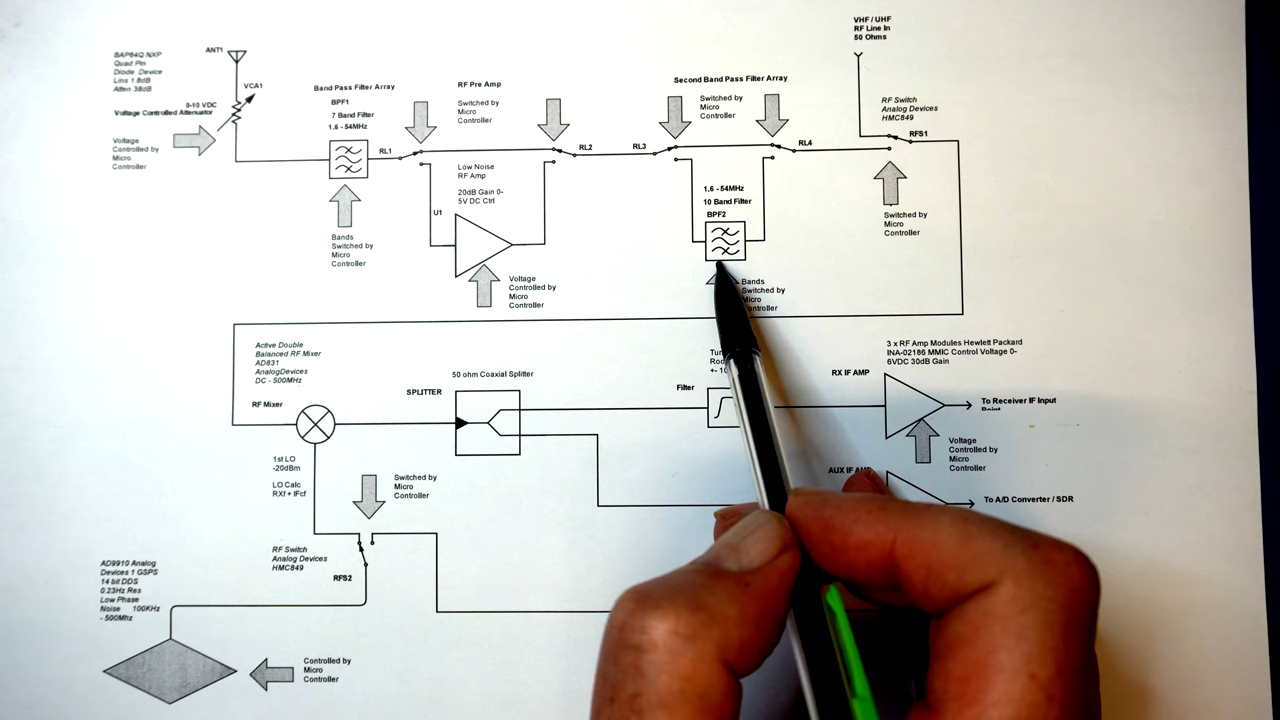 VHF / UHF
RF Line In
50 Ohms
BAP64Q NXP
Quad Pin
Diode Device
Lins 1.8dB
Atten 38dB
ANT1
VCA1
0-10 VDC
Voltage Controlled Attenuator
Voltage
Controlled by
Micro
Controller
Band Pass Filter Array
BPF1
7 Band Filter
1.6 - 54MHz
RL1
Bands
Switched by
Micro
Controller
RF Pre Amp
Switched by
Micro
Controller
RL2
Low Noise
RF Amp
20dB Gain 0-
5V DC Ctrl
U1
Voltage
Controlled by
Micro
Controller
Second Band Pass Filter Array
Switched by
Micro
Controller
RL3
RL4
1.6 - 54MHz
10 Band Filter
BPF2
Bands
Switched by
Micro
RF Switch
Analog Devices
HMC849
RFS1
Switched by
Micro
Controller
Active Double
Balanced RF Mixer
AD831
AnalogDevices
DC - 500MHz
RF Mixer
50 ohm Coaxial Splitter
SPLITTER
Filter
3 x RF Amp Modules Hewlett Packard
INA-02186 MMIC Control Voltage 0-
6VDC 30dB Gain
RX IF AMP
To Receiver IF Input
Voltage
Controlled by
Micro
Controller
AUX IF
To A/D Converter / SDR
1st LO
-20dBm
LO Calc
RXf + IFcf
Switched by
Micro
Controller
RF Switch
Analog Devices
HMC849
RFS2
AD9910 Analog
Devices 1 GSPS
14 bit DDS
0.23Hz Res
Low Phase
Noise 100KHz
- 500Mhz
Controlled by
Micro
Controller